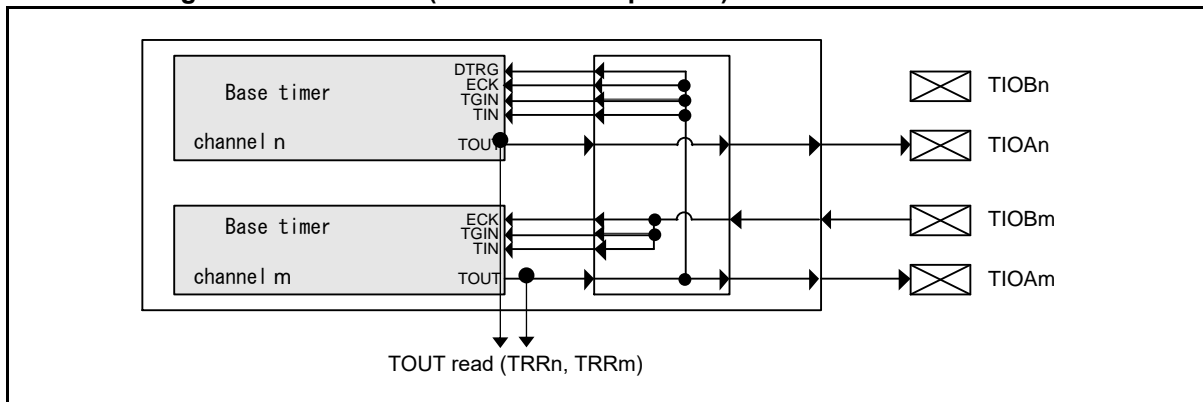 DTRG
ECK
TGIN
TIN
Base timer
channel n
TOUT
TIOBn
TIOAn
ECK
TGIN
TIN
Base timer
channel m
TOUT
TIOBm
TIOAm
TOUT read (TRRn, TRRm)